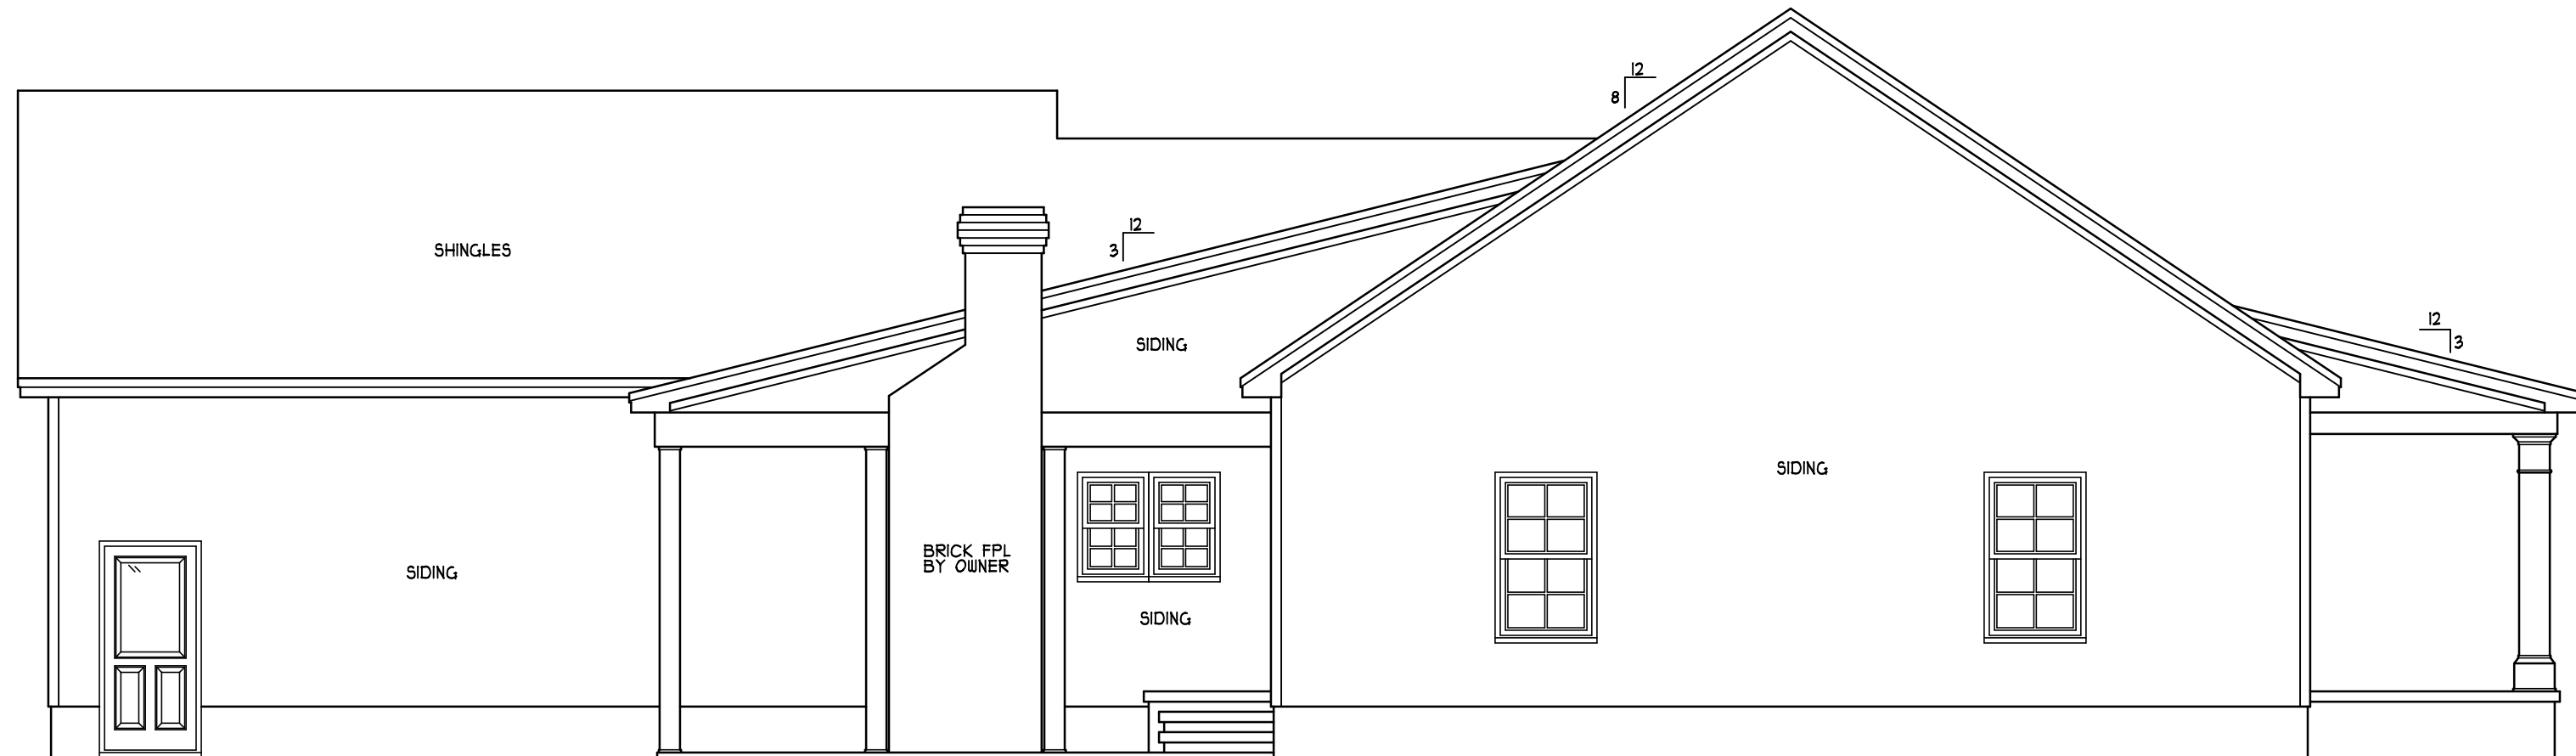 12
8
12
3
SHINGLES
12
3
SIDING
SIDING
BRICK FPL
BY OWNER
SIDING
SIDING